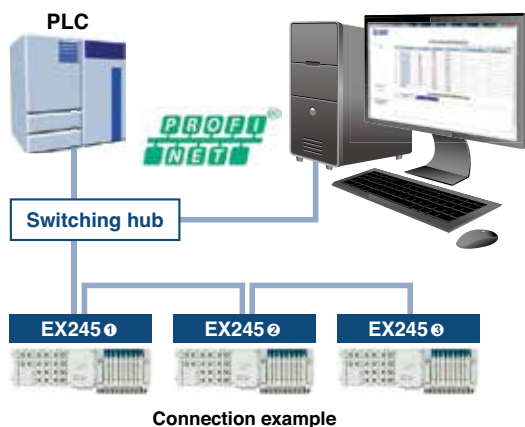 PLC
PROFI
NET®
Switching hub
EX245❶
EX245❷
EX245❸
Connection example